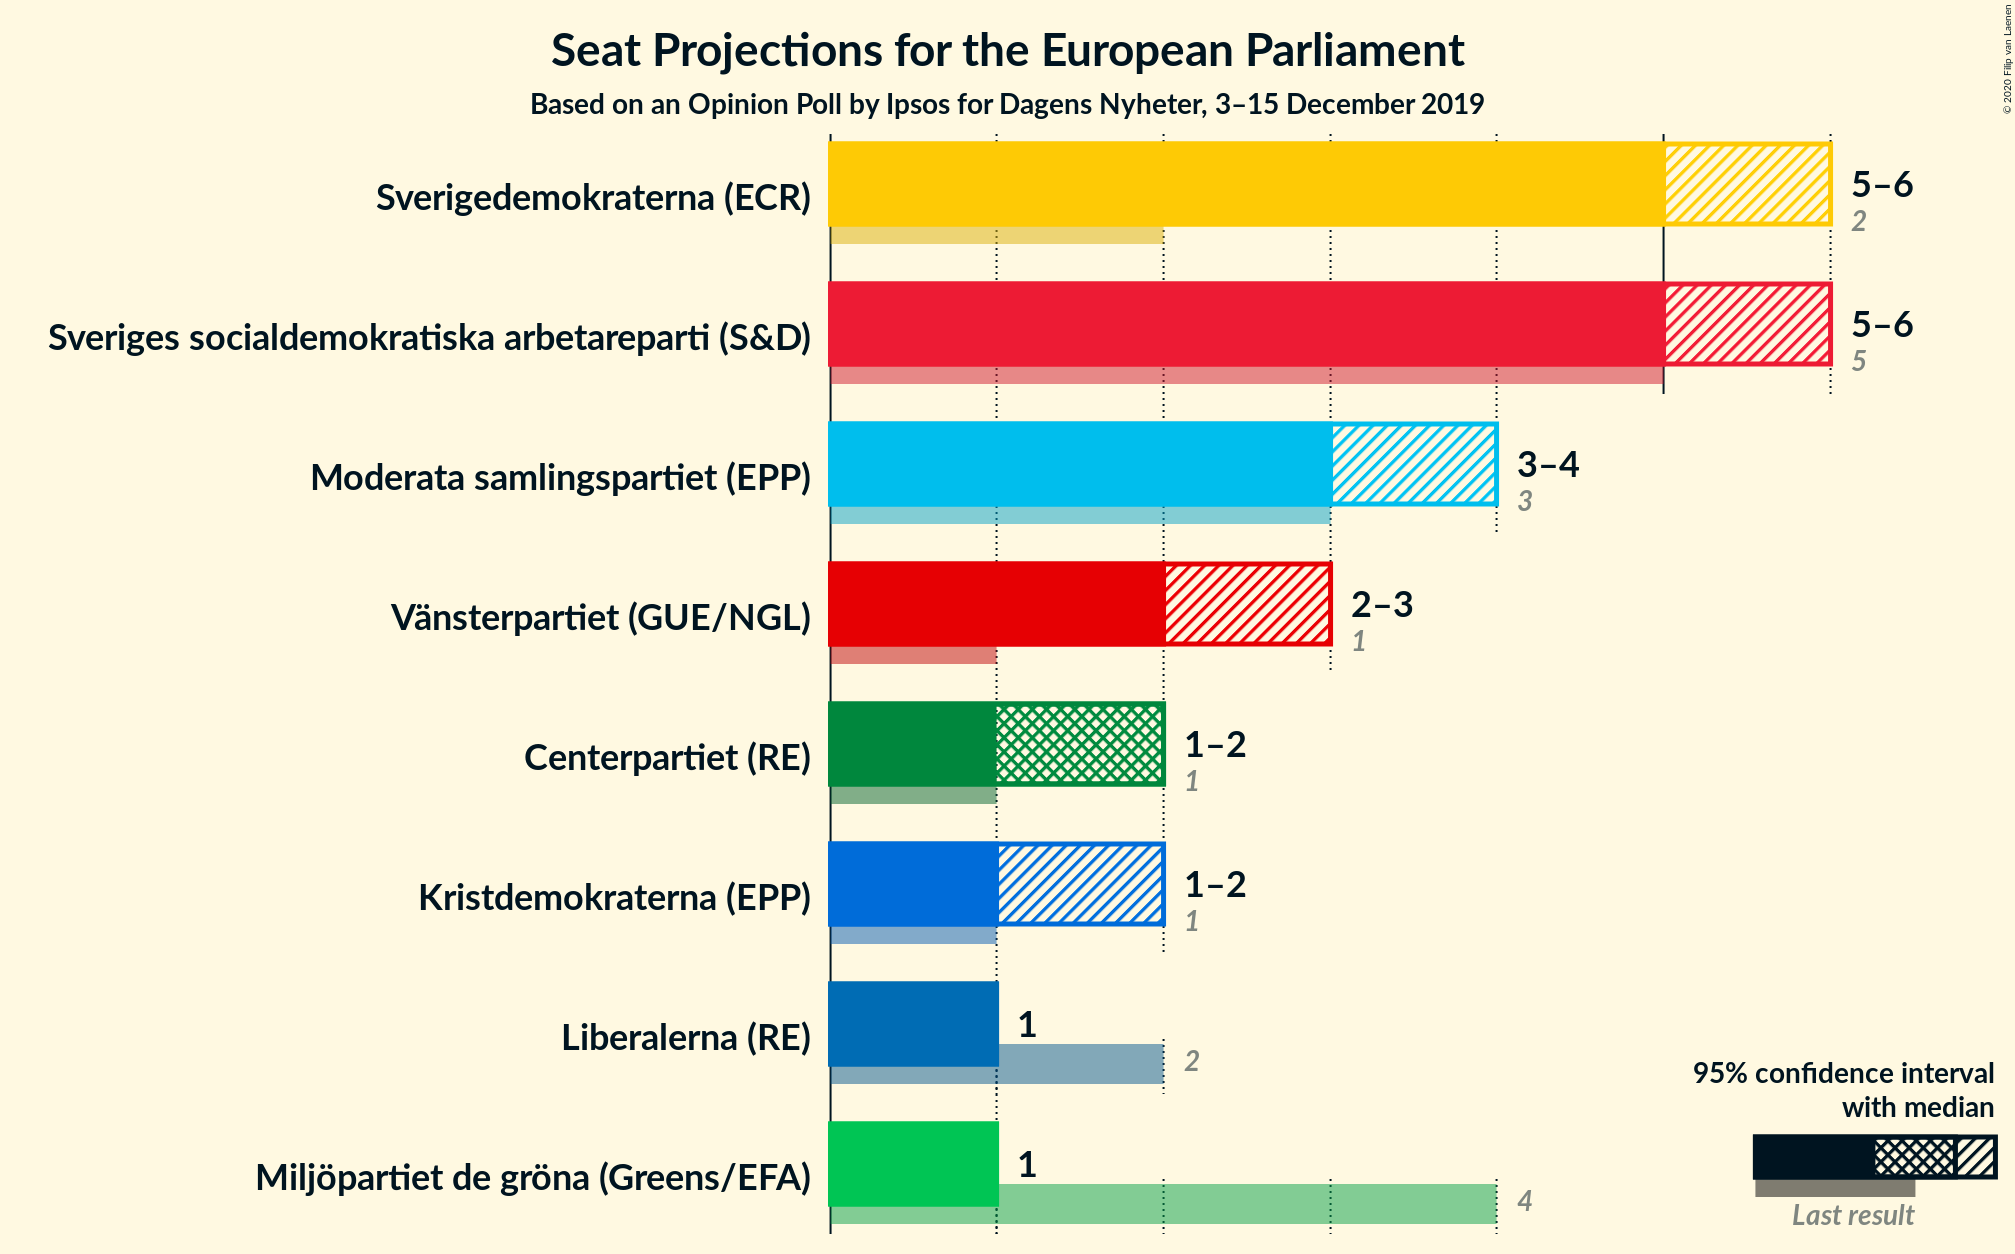 Seat Projections for the European Parliament
Based on an Opinion Poll by Ipsos for Dagens Nyheter, 3–15 December 2019
© 2020 Filip van Laenen
Sverigedemokraterna (ECR)
5–6
2
Sveriges socialdemokratiska arbetareparti (S&D)
5–6
5
Moderata samlingspartiet (EPP)
3–4
3
Vänsterpartiet (GUE/NGL)
2–3
1
Centerpartiet (RE)
1–2
1
Kristdemokraterna (EPP)
1–2
1
Liberalerna (RE)
1
2
Miljöpartiet de gröna (Greens/EFA)
1
4
95% confidence interval
with median
Last result